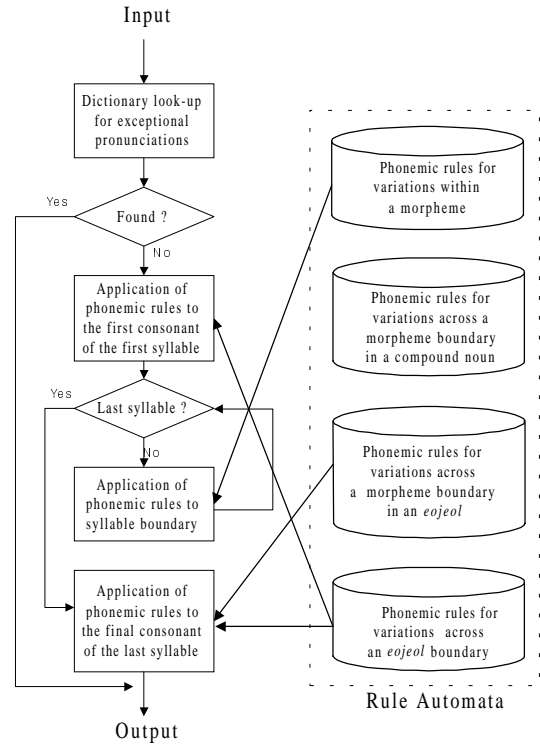 Input
Dictionary look-up
for exceptional
pronunciations
Yes
Found ?
No
Application of
phonemic rules to
the first consonant
of the first syllable
Yes
Last syllable ?
No
Application of
phonemic rules to
syllable boundary
Application of
phonemic rules to
the final consonant
of the last syllable
Output
Phonemic rules for
variations within
a morpheme
Phonemic rules for
variations across a
morpheme boundary
in a compound noun
Phonemic rules for
variations across
a morpheme boundary
in an eojeol
Phonemic rules for
variations across
an eojeol boundary
Rule Automata